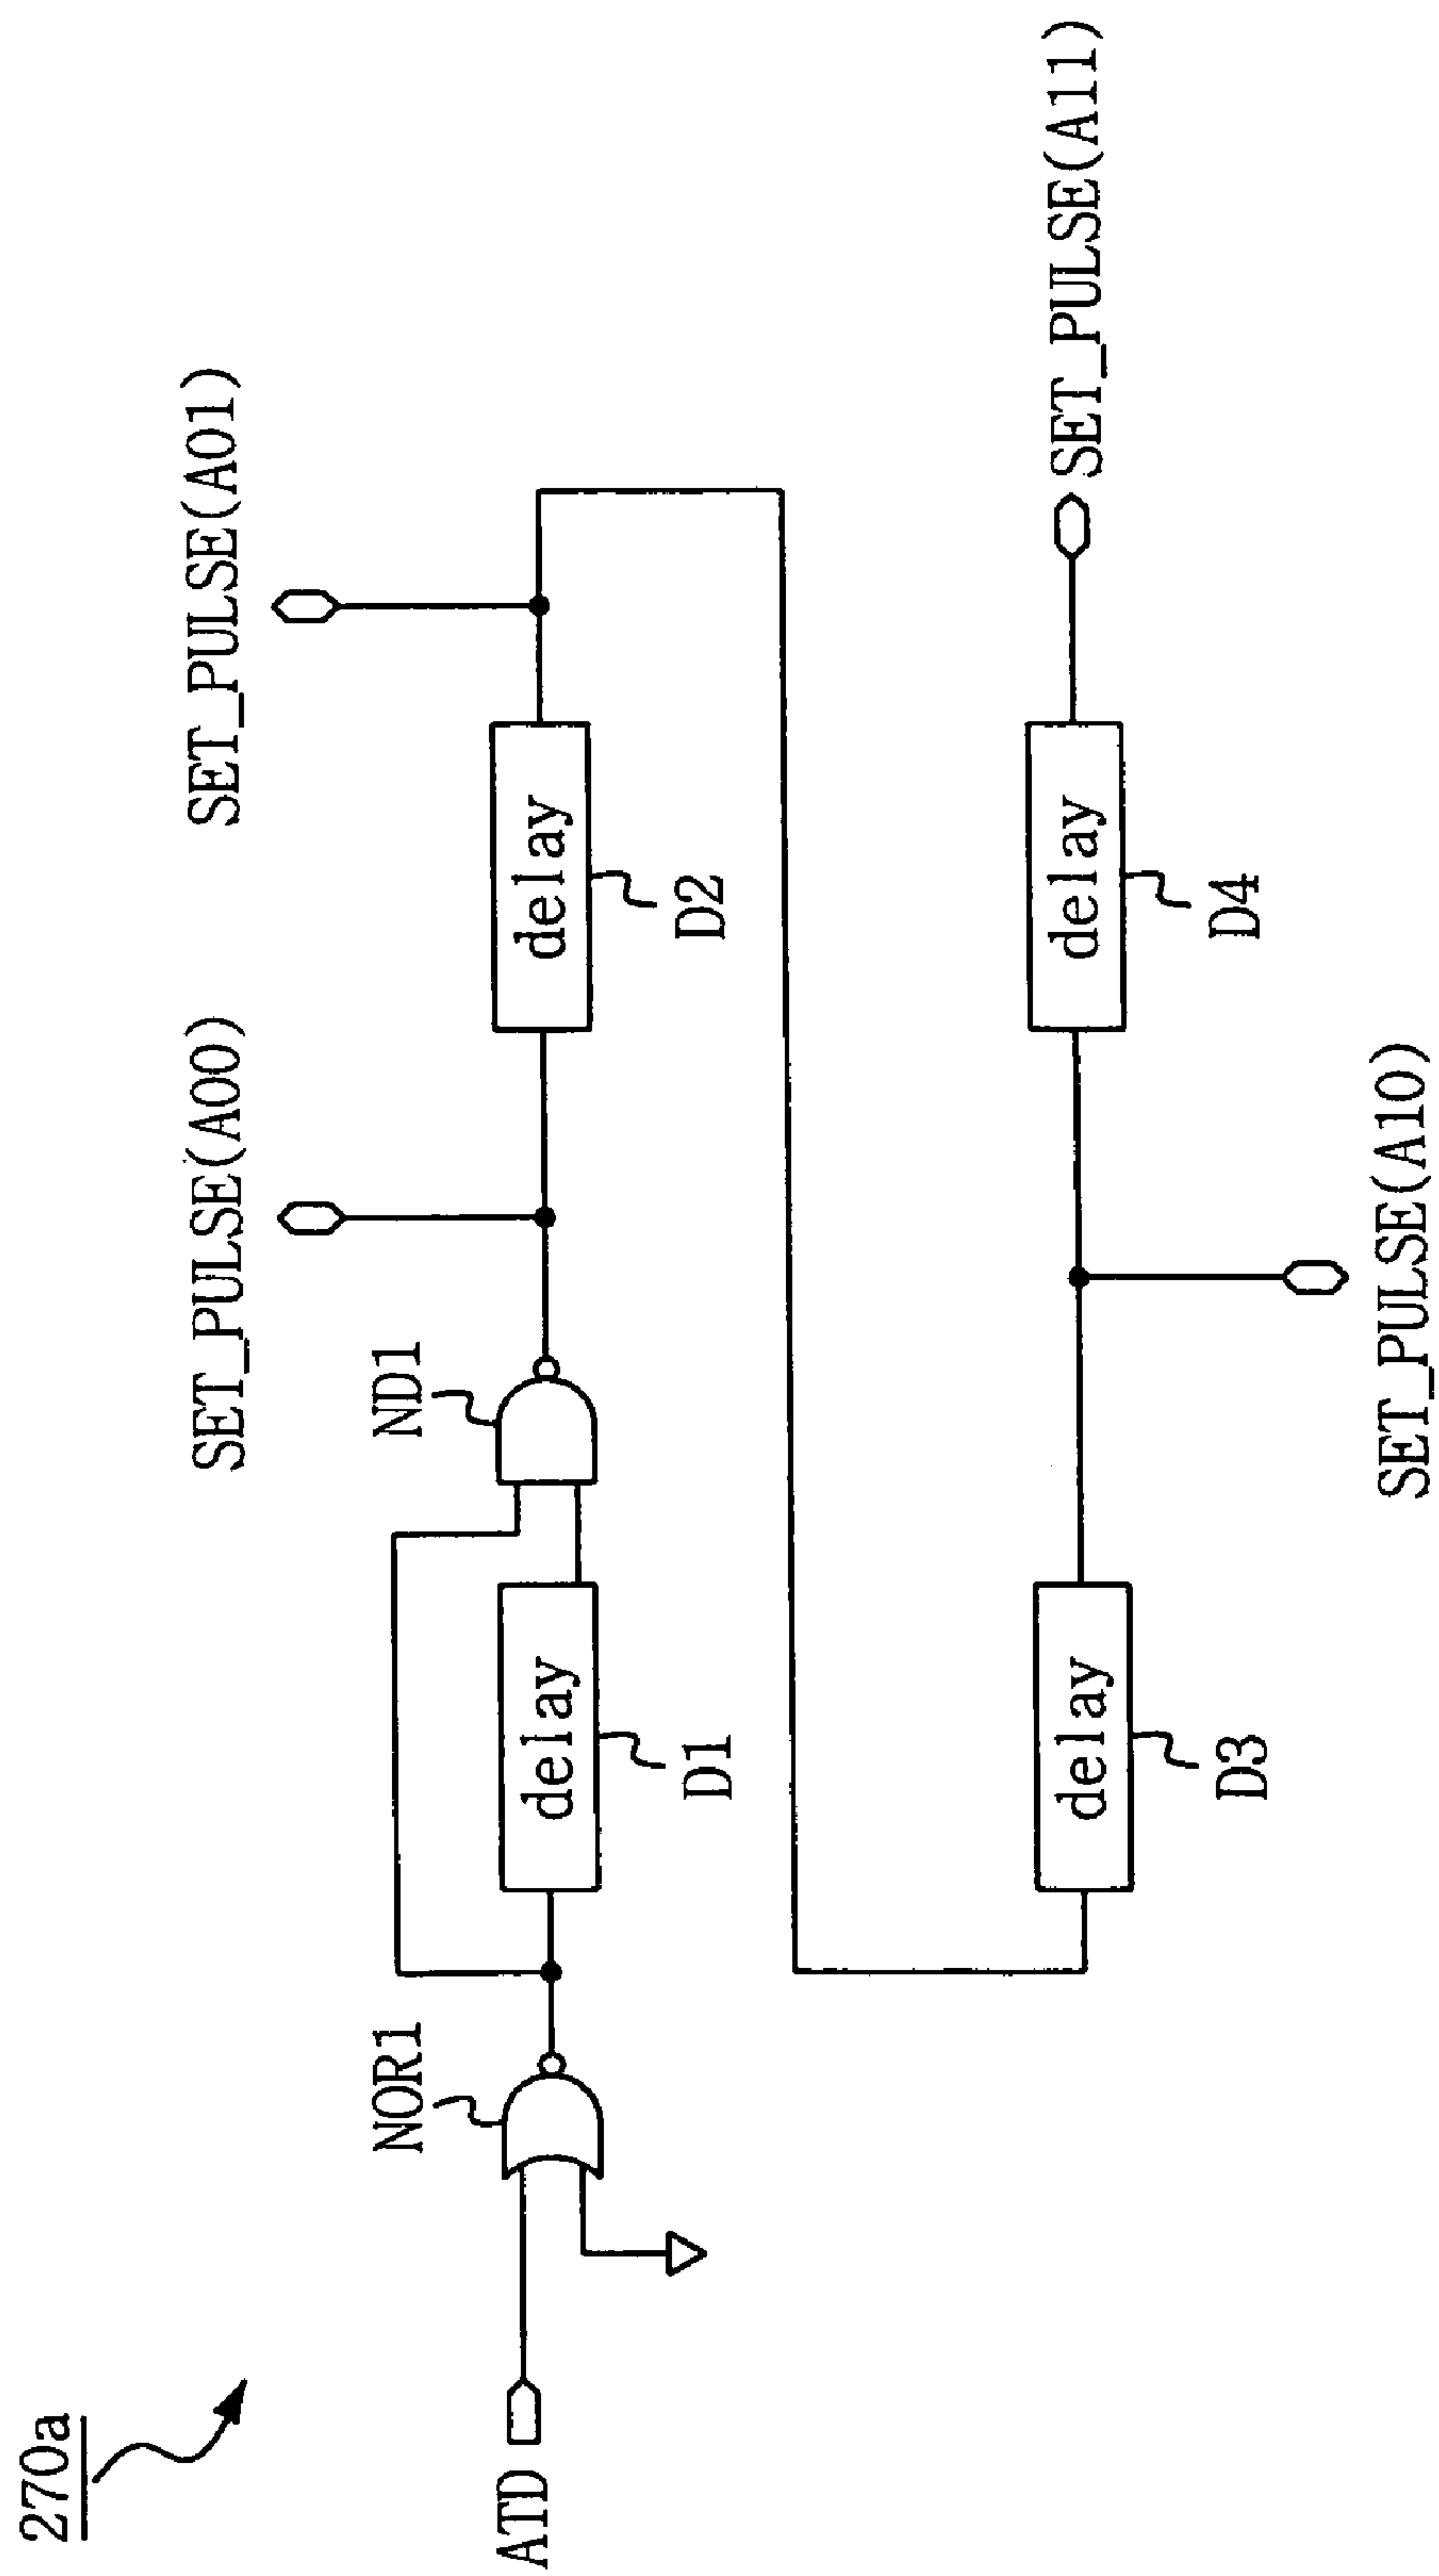 270a
SET_PULSE(A00)
SET_PULSE(A01)
ATD
NOR1
ND1
delay
delay
D1
D2
SET_PULSE(A11)
delay
delay
D3
D4
SET_PULSE(A10)